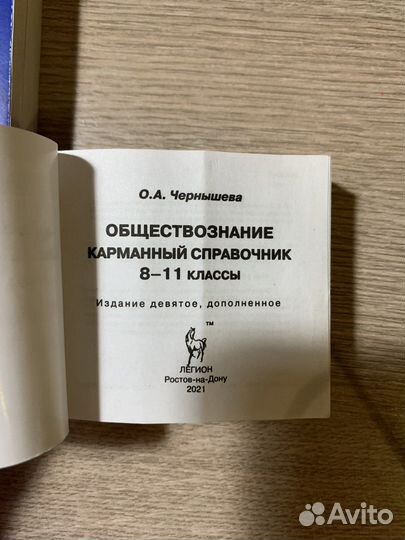 О.А. Чернышева
ОБЩЕСТВОЗНАНИЕ
КАРМАННЫЙ СПРАВОЧНИК
8–11 КЛАССЫ
Издание девятое, дополненное
™
ЛЕГИОН
Ростов-на-Дону
2021
Avito